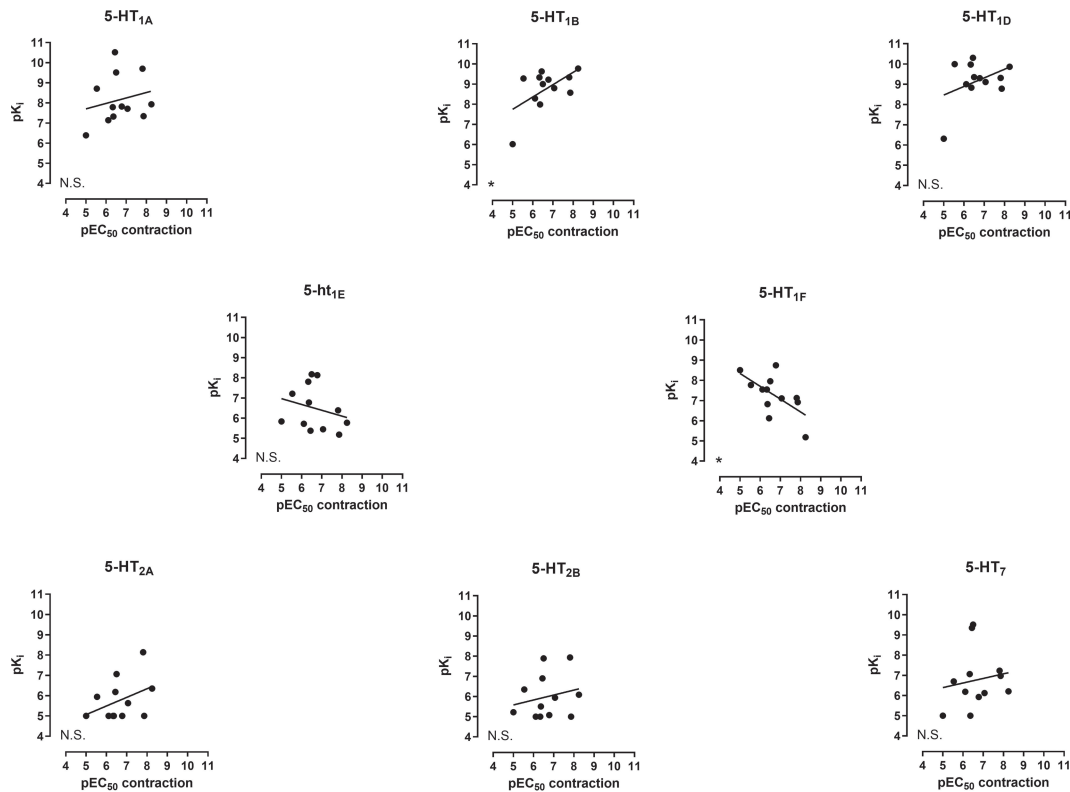 5-HT1A
5-HT1B
5-HT1D
11
10
9
8
7
6
5
4
pKi
N.S.
4 5 6 7 8 9 10 11
pEC50 contraction
11
10
9
8
7
6
5
4
pKi
*
4 5 6 7 8 9 10 11
pEC50 contraction
11
10
9
8
7
6
5
4
pKi
N.S.
4 5 6 7 8 9 10 11
pEC50 contraction
5-ht1E
5-HT1F
11
10
9
8
7
6
5
4
pKi
N.S.
4 5 6 7 8 9 10 11
pEC50 contraction
11
10
9
8
7
6
5
4
pKi
*
4 5 6 7 8 9 10 11
pEC50 contraction
5-HT2A
5-HT2B
5-HT7
11
10
9
8
7
6
5
4
pKi
N.S.
4 5 6 7 8 9 10 11
pEC50 contraction
11
10
9
8
7
6
5
4
pKi
N.S.
4 5 6 7 8 9 10 11
pEC50 contraction
11
10
9
8
7
6
5
4
pKi
N.S.
4 5 6 7 8 9 10 11
pEC50 contraction